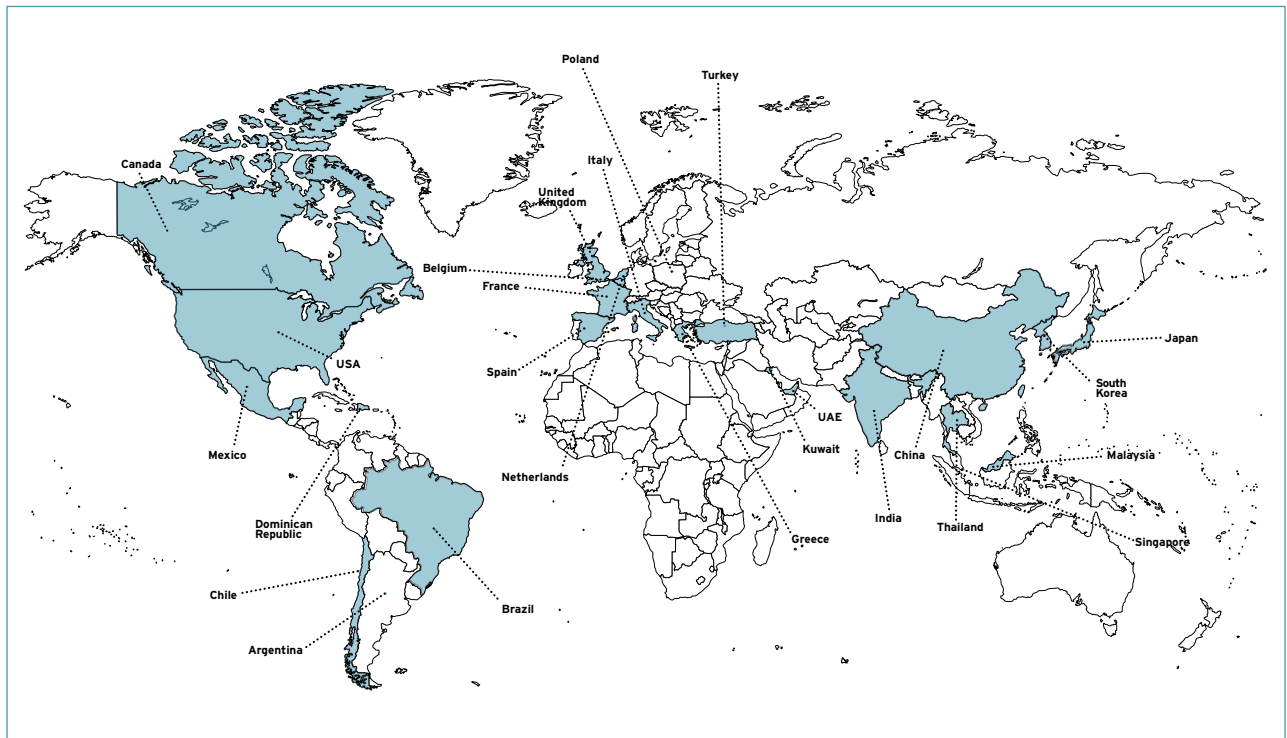 Poland
Turkey
Canada
Italy
United
Kingdom
Belgium
France
USA
Spain
Japan
South
Korea
UAE
Mexico
Kuwait
China
Malaysia
Netherlands
Dominican
Republic
India
Thailand
Greece
Singapore
Chile
Brazil
Argentina